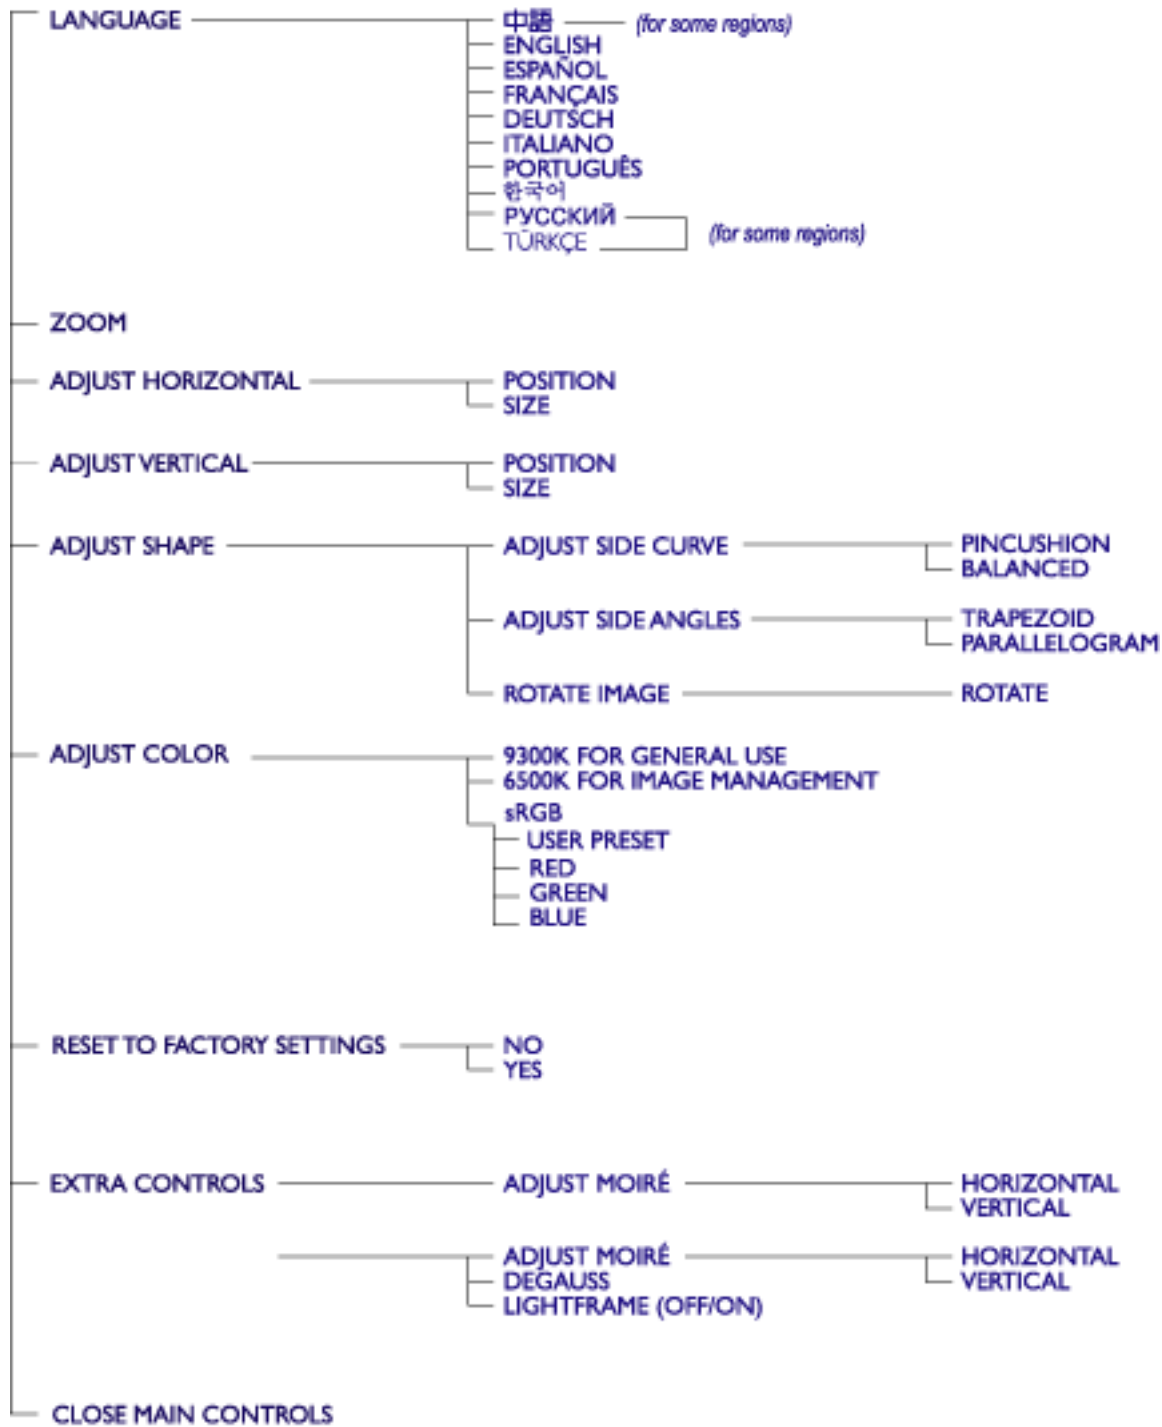 LANGUAGE 中語 (for some regions)
ENGLISH
ESPAÑOL
FRANÇAIS
DEUTSCH
ITALIANO
PORTUGUÊS
한국어
РУССКИЙ
(for some regions)
TÜRKÇE
ZOOM
ADJUST HORIZONTAL POSITION
SIZE
ADJUST VERTICAL POSITION
SIZE
ADJUST SHAPE ADJUST SIDE CURVE PINCUSHION
BALANCED
ADJUST SIDE ANGLES TRAPEZOID
PARALLELOGRAM
ROTATE IMAGE ROTATE
ADJUST COLOR 9300K FOR GENERAL USE
6500K FOR IMAGE MANAGEMENT
sRGB
USER PRESET
RED
GREEN
BLUE
RESET TO FACTORY SETTINGS NO
YES
EXTRA CONTROLS ADJUST MOIRÉ HORIZONTAL
VERTICAL
ADJUST MOIRÉ HORIZONTAL
DEGAUSS VERTICAL
LIGHTFRAME (OFF/ON)
CLOSE MAIN CONTROLS